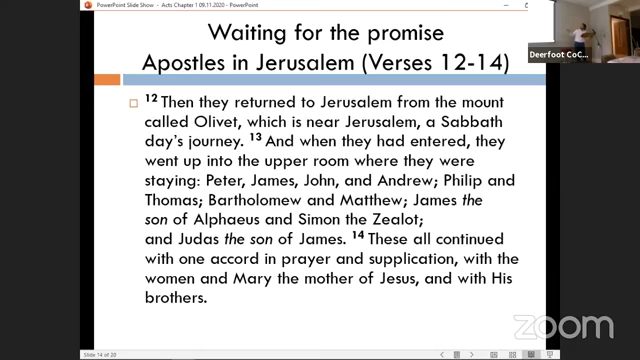 PowerPoint Slide Show - Acts Chapter 1 09.11.2020 - PowerPoint
Waiting for the promise
Apostles in Jerusalem (Verses 12-14)
Deerfoot CoC...
12 Then they returned to Jerusalem from the mount
called Olivet, which is near Jerusalem, a Sabbath
day's journey. 13 And when they had entered, they
went up into the upper room where they were
staying: Peter, James, John, and Andrew; Philip and
Thomas; Bartholomew and Matthew; James the
son of Alphaeus and Simon the Zealot;
and Judas the son of James. 14 These all continued
with one accord in prayer and supplication, with the
women and Mary the mother of Jesus, and with His
brothers.
zoom
Slide 14 of 20